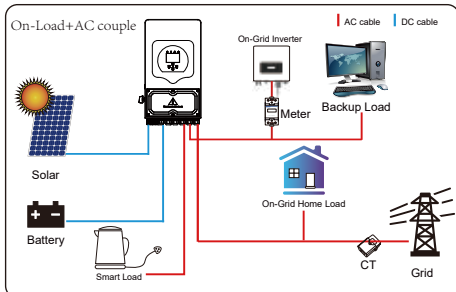 On-Load+AC couple
AC cable
DC cable
On-Grid Inverter
Meter
Backup Load
Solar
Battery
On-Grid Home Load
Smart Load
CT
Grid